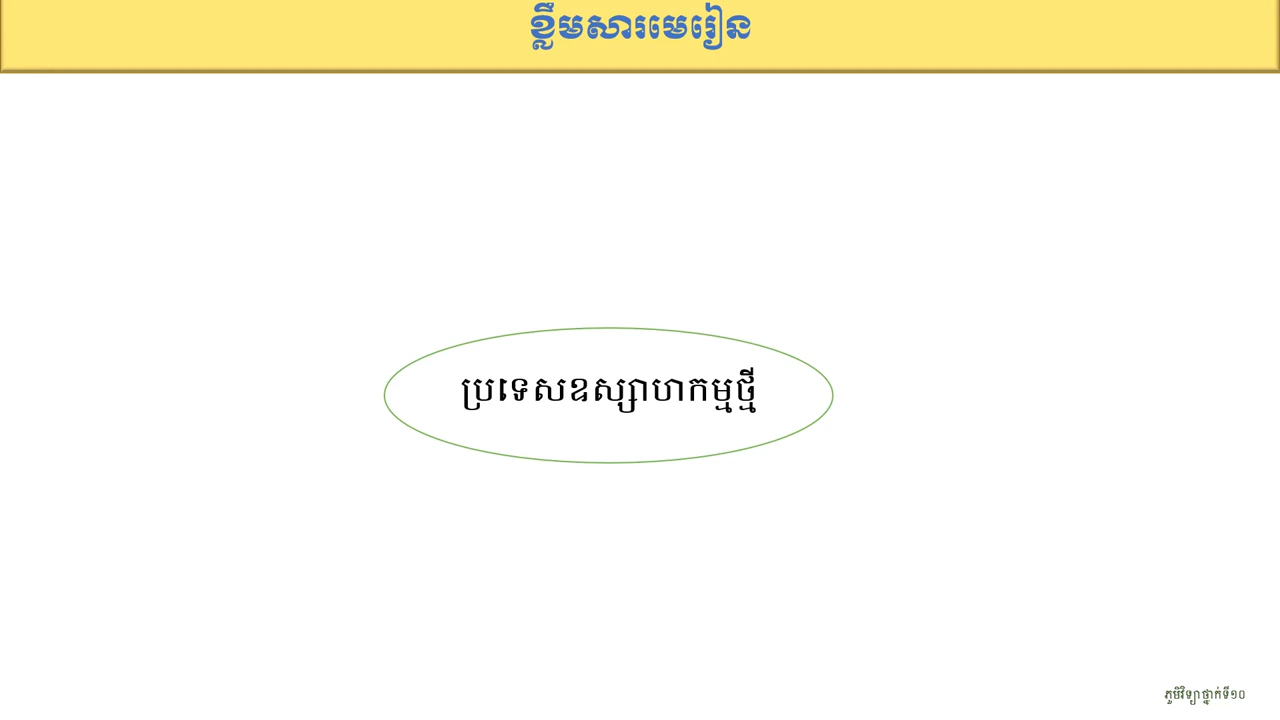 ខ្លឹមសារមេរៀន
ប្រទេសឧស្សាហកម្មថ្មី
ភូមិវិទ្យាថ្នាក់ទី១០